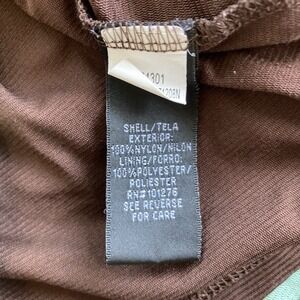 SHELL/TELA
EXTERIOR:
100%NYLON/NILON
LINING/FORRO:
100%POLYESTER/
POLIESTER
RN#101276
SEE REVERSE
FOR CARE